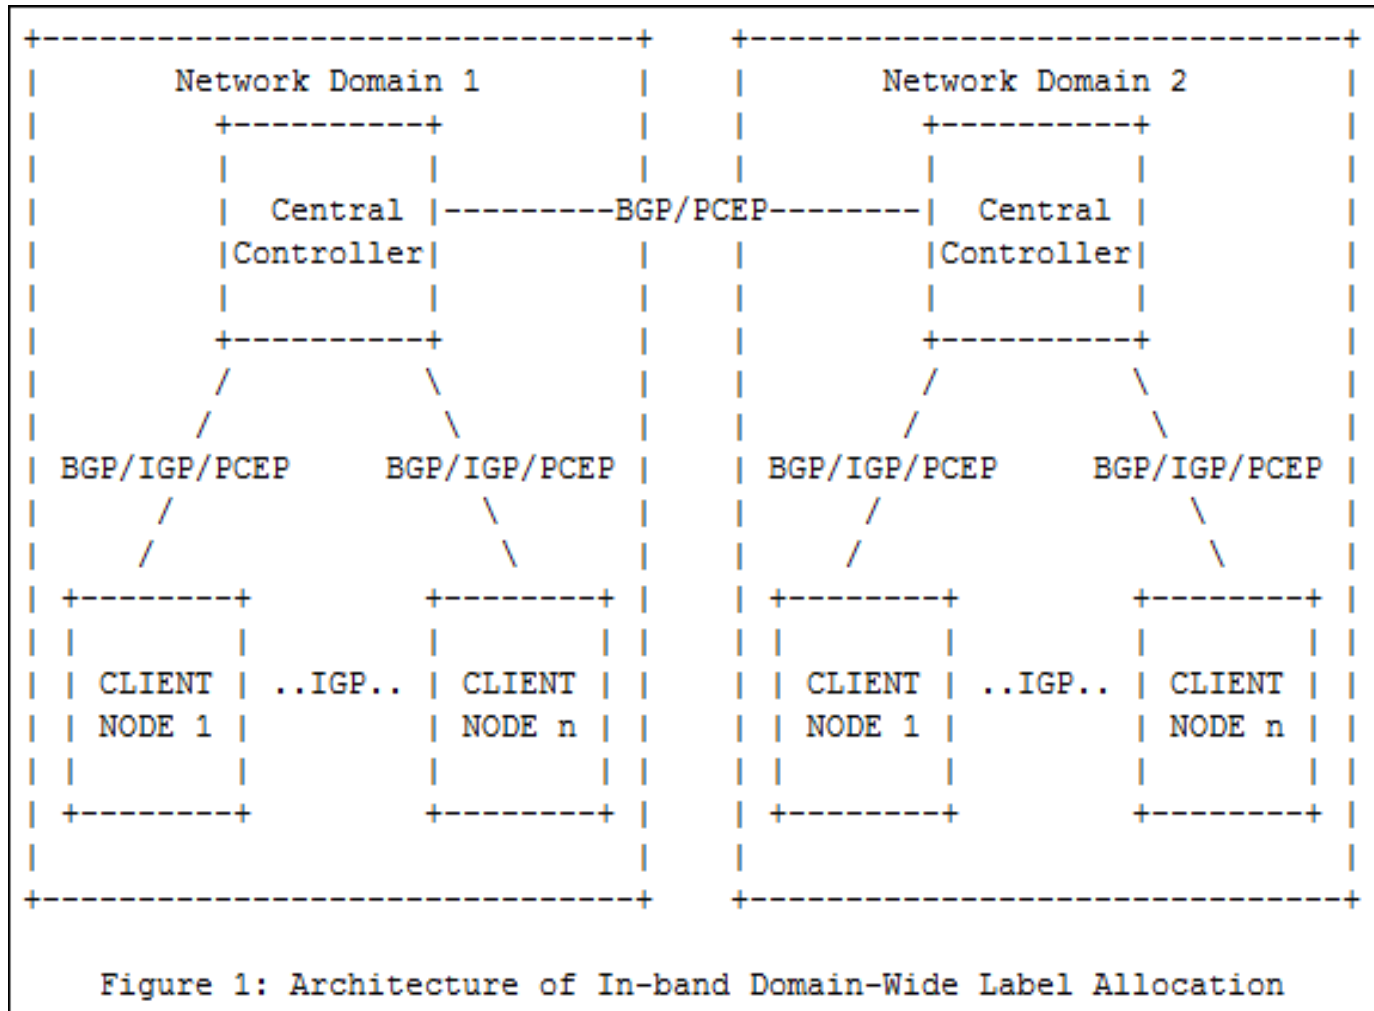 +-------------------------------+    +-------------------------------+
|       Network Domain 1        |    |       Network Domain 2        |
|         +----------+          |    |         +----------+          |
|         |          |          |    |         |          |          |
|         |  Central |---------BGP/PCEP--------|  Central |          |
|         |Controller|          |    |         |Controller|          |
|         |          |          |    |         |          |          |
|         +----------+          |    |         +----------+          |
|         /          \          |    |         /          \          |
|        /            \         |    |        /            \         |
| BGP/IGP/PCEP     BGP/IGP/PCEP |    | BGP/IGP/PCEP     BGP/IGP/PCEP |
|      /                \       |    |      /                \       |
|     /                  \      |    |     /                  \      |
| +--------+         +--------+ |    | +--------+         +--------+ |
| |        |         |        | |    | |        |         |        | |
| | CLIENT | ..IGP.. | CLIENT | |    | | CLIENT | ..IGP.. | CLIENT | |
| | NODE 1 |         | NODE n | |    | | NODE 1 |         | NODE n | |
| |        |         |        | |    | |        |         |        | |
| +--------+         +--------+ |    | +--------+         +--------+ |
|                               |    |                               |
+-------------------------------+    +-------------------------------+
Figure 1: Architecture of In-band Domain-Wide Label Allocation